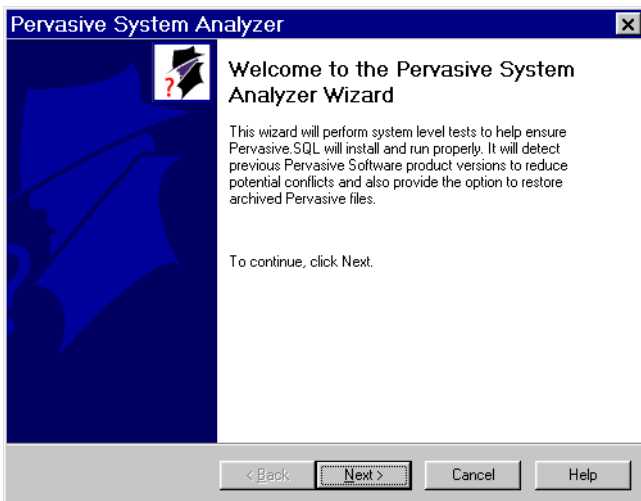 Pervasive System Analyzer
?
Welcome to the Pervasive System
Analyzer Wizard
This wizard will perform system level tests to help ensure
Pervasive.SQL will install and run properly. It will detect
previous Pervasive Software product versions to reduce
potential conflicts and also provide the option to restore
archived Pervasive files.
To continue, click Next.
< Back Next > Cancel Help